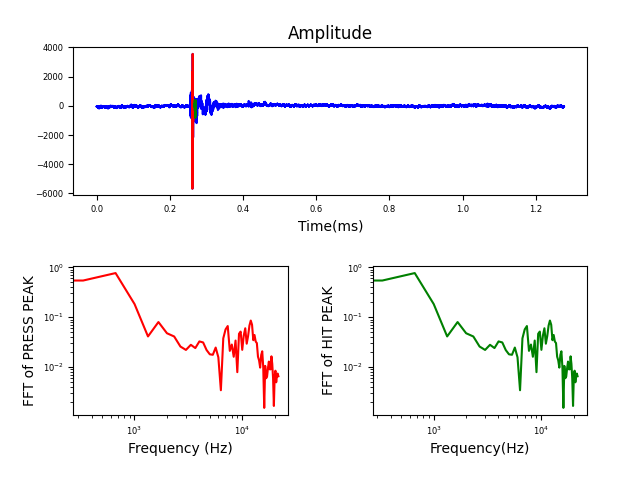 Amplitude
4000
2000
0
−2000
−4000
−6000
0.0 0.2 0.4 0.6 0.8 1.0 1.2
Time(ms)
FFT of PRESS PEAK
10⁰
10⁻¹
10⁻²
10³ 10⁴
Frequency (Hz)
FFT of HIT PEAK
10⁰
10⁻¹
10⁻²
10³ 10⁴
Frequency(Hz)